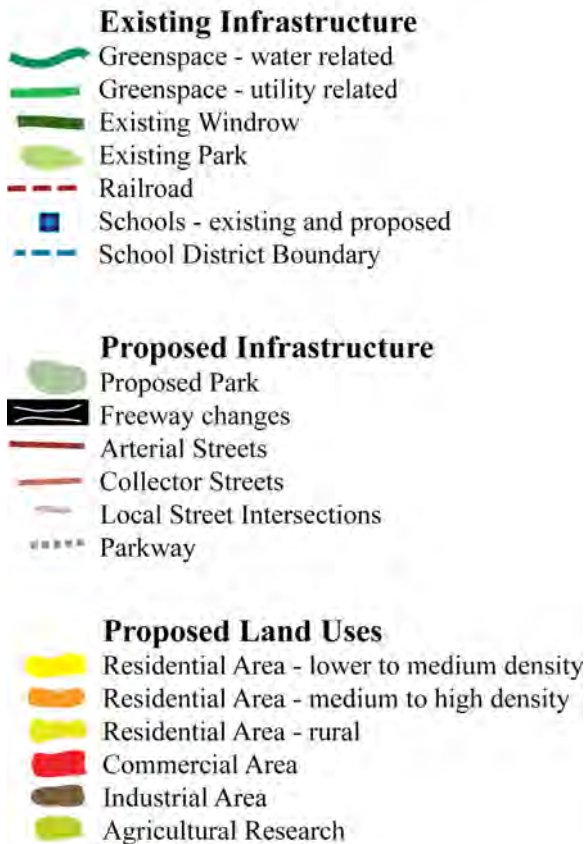 Existing Infrastructure
Greenspace - water related
Greenspace - utility related
Existing Windrow
Existing Park
Railroad
Schools - existing and proposed
School District Boundary
Proposed Infrastructure
Proposed Park
Freeway changes
Arterial Streets
Collector Streets
Local Street Intersections
Parkway
Proposed Land Uses
Residential Area - lower to medium density
Residential Area - medium to high density
Residential Area - rural
Commercial Area
Industrial Area
Agricultural Research